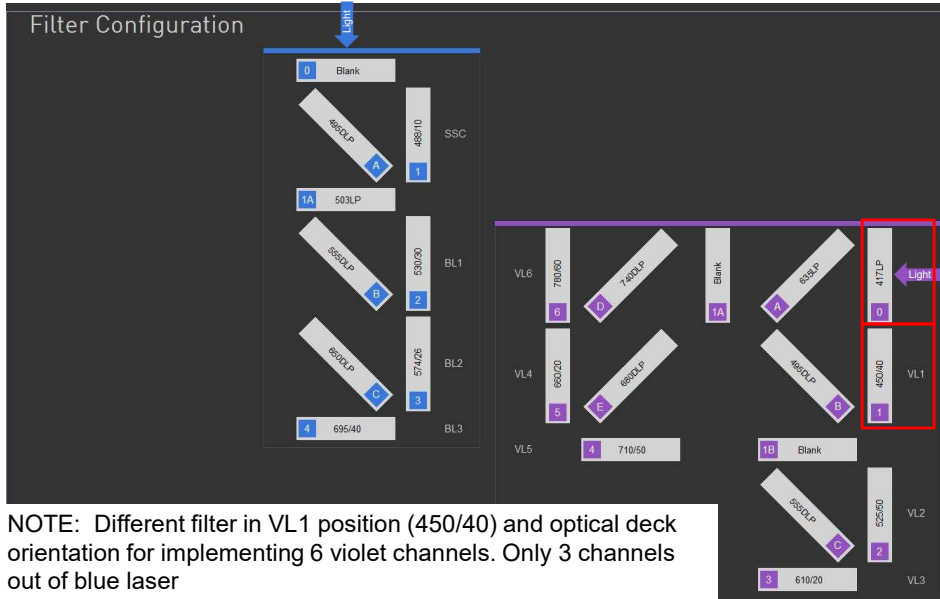 Filter Configuration
Light
0 Blank
495DLP
A
488/10
1
SSC
1A 503LP
555DLP
B
530/30
2
BL1
650DLP
C
574/26
3
BL2
4 695/40
BL3
VL6
780/60
6
740DLP
D
Blank
1A
635LP
A
417LP
0
Light
VL4
660/20
5
680DLP
E
495DLP
B
450/40
1
VL1
VL5
4 710/50
1B Blank
555DLP
C
525/50
2
VL2
3 610/20
VL3
NOTE: Different filter in VL1 position (450/40) and optical deck
orientation for implementing 6 violet channels. Only 3 channels
out of blue laser